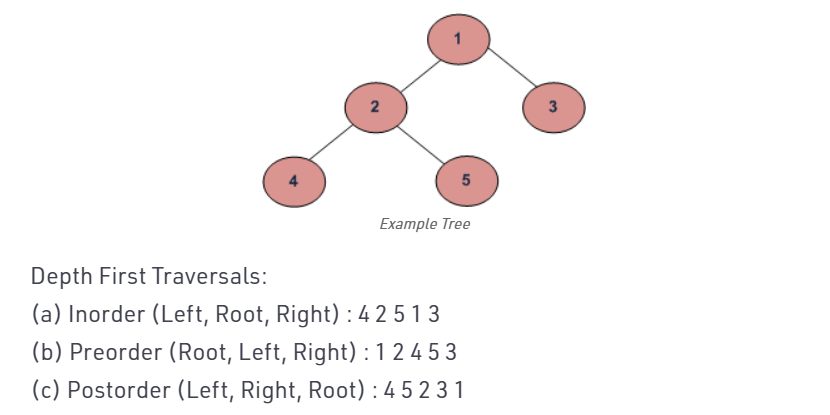 1
2
3
4
5
Example Tree
Depth First Traversals:
(a) Inorder (Left, Root, Right) : 4 2 5 1 3
(b) Preorder (Root, Left, Right) : 1 2 4 5 3
(c) Postorder (Left, Right, Root) : 4 5 2 3 1